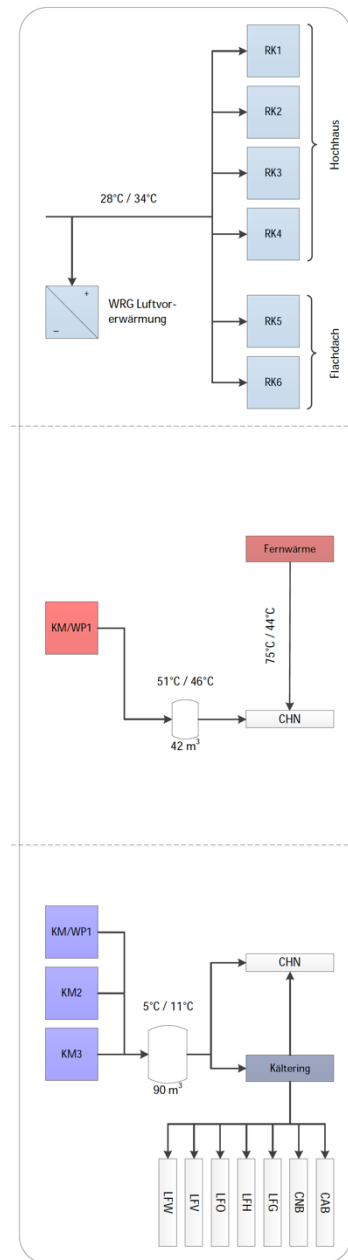 RK1
RK2
RK3
RK4
Hochhaus
28°C / 34°C
+
–
WRG Luftvor-
erwärmung
RK5
RK6
Flachdach
Fernwärme
75°C / 44°C
KM/WP1
51°C / 46°C
42 m³
CHN
KM/WP1
KM2
KM3
5°C / 11°C
90 m³
CHN
Kältering
LFW
LFV
LFO
LFH
LFG
CNB
CAB